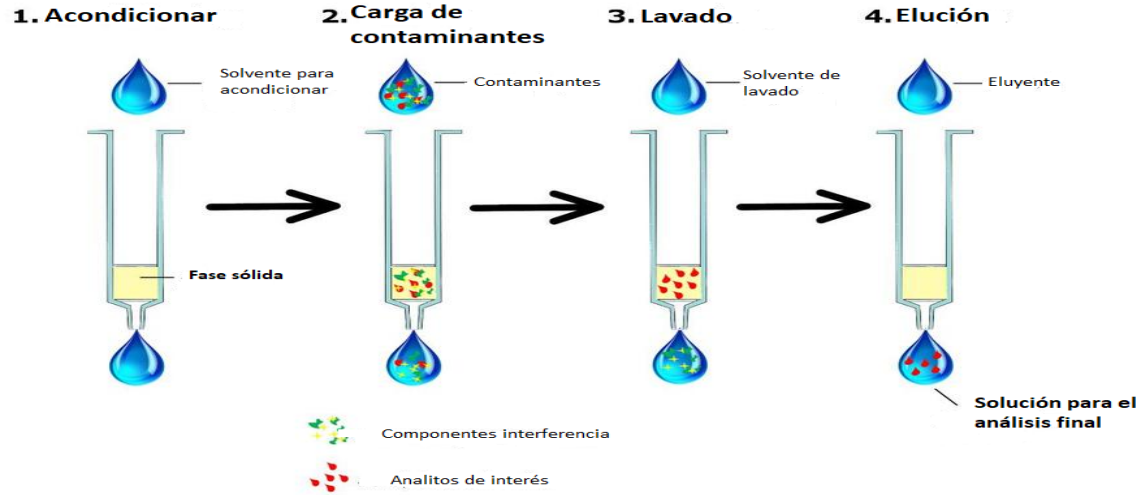 1. Acondicionar
2. Carga de
contaminantes
3. Lavado
4. Elución
Solvente para
acondicionar
Contaminantes
Solvente de
lavado
Eluyente
Fase sólida
Solución para el
análisis final
Componentes interferencia
Analitos de interés